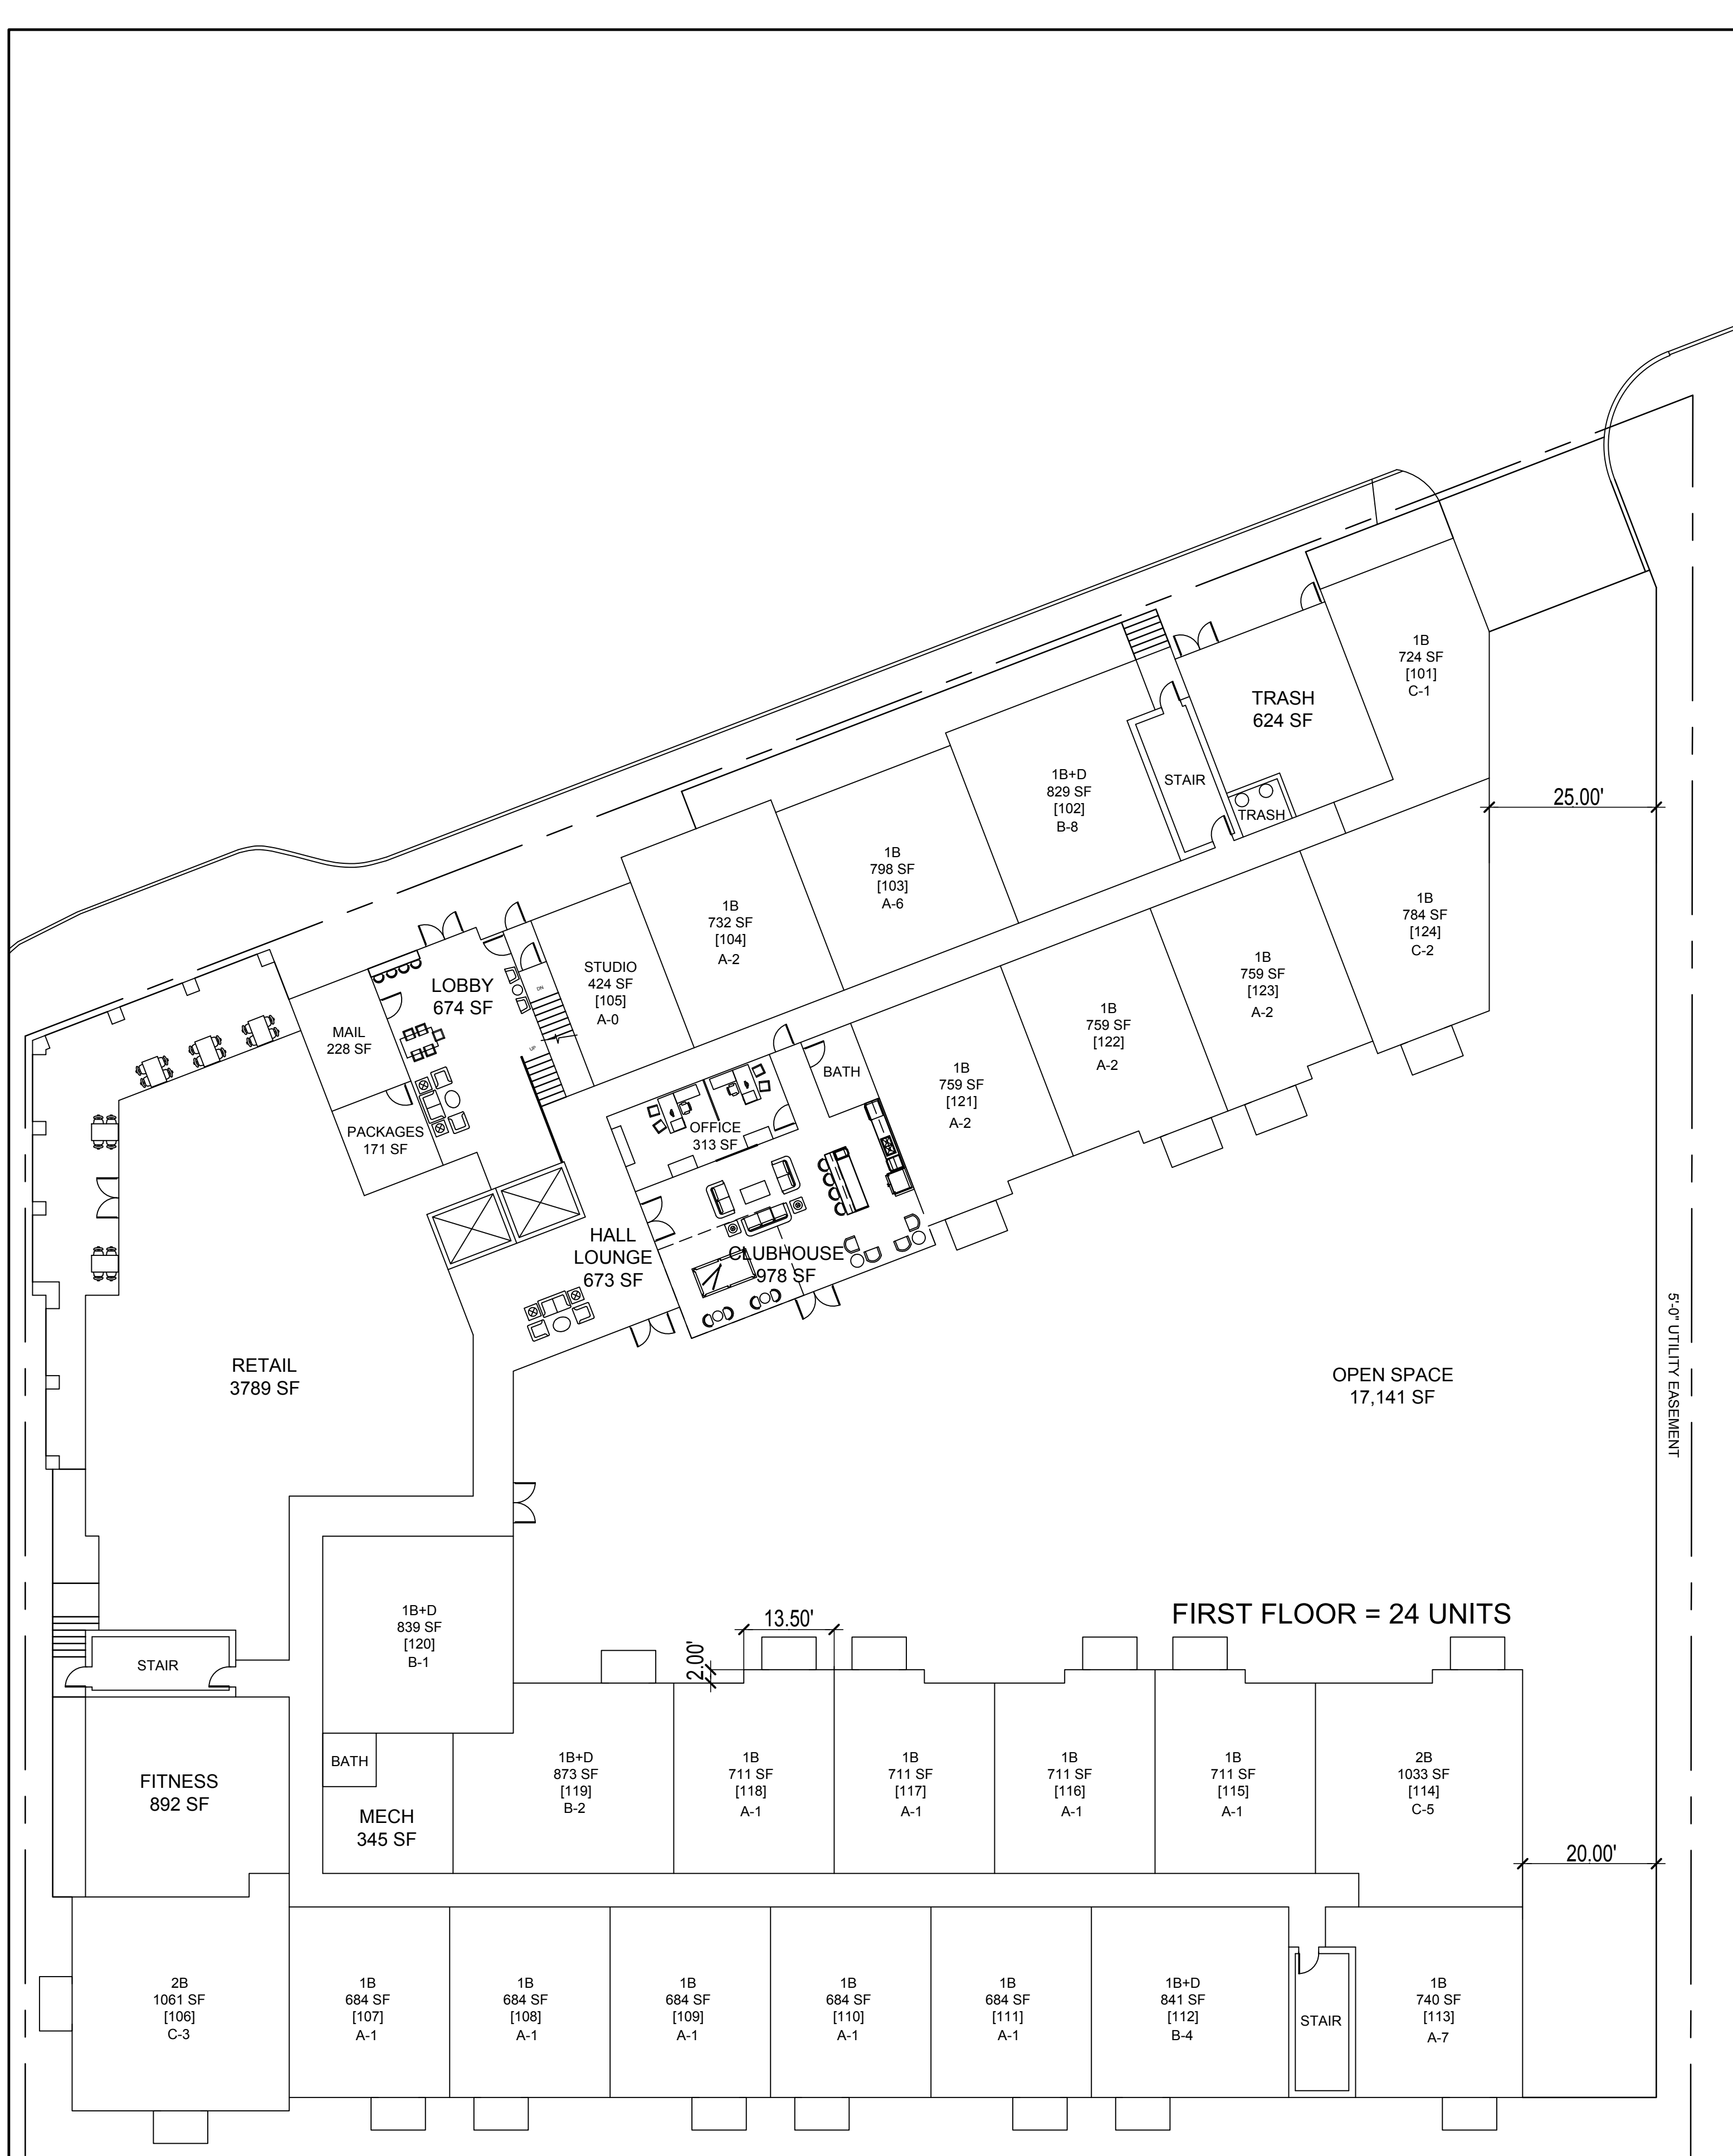 1B
724 SF
[101]
C-1
TRASH
624 SF
TRASH
STAIR
1B+D
829 SF
[102]
B-8
25.00'
1B
798 SF
[103]
A-6
1B
732 SF
[104]
A-2
STUDIO
424 SF
[105]
A-0
LOBBY
674 SF
DN
UP
MAIL
228 SF
PACKAGES
171 SF
1B
784 SF
[124]
C-2
1B
759 SF
[123]
A-2
1B
759 SF
[122]
A-2
1B
759 SF
[121]
A-2
BATH
OFFICE
313 SF
HALL
LOUNGE
673 SF
CLUBHOUSE
978 SF
RETAIL
3789 SF
OPEN SPACE
17,141 SF
5'-0" UTILITY EASEMENT
FIRST FLOOR = 24 UNITS
13.50'
2.00'
1B+D
839 SF
[120]
B-1
STAIR
BATH
FITNESS
892 SF
MECH
345 SF
1B+D
873 SF
[119]
B-2
1B
711 SF
[118]
A-1
1B
711 SF
[117]
A-1
1B
711 SF
[116]
A-1
1B
711 SF
[115]
A-1
2B
1033 SF
[114]
C-5
20.00'
2B
1061 SF
[106]
C-3
1B
684 SF
[107]
A-1
1B
684 SF
[108]
A-1
1B
684 SF
[109]
A-1
1B
684 SF
[110]
A-1
1B
684 SF
[111]
A-1
1B+D
841 SF
[112]
B-4
STAIR
1B
740 SF
[113]
A-7